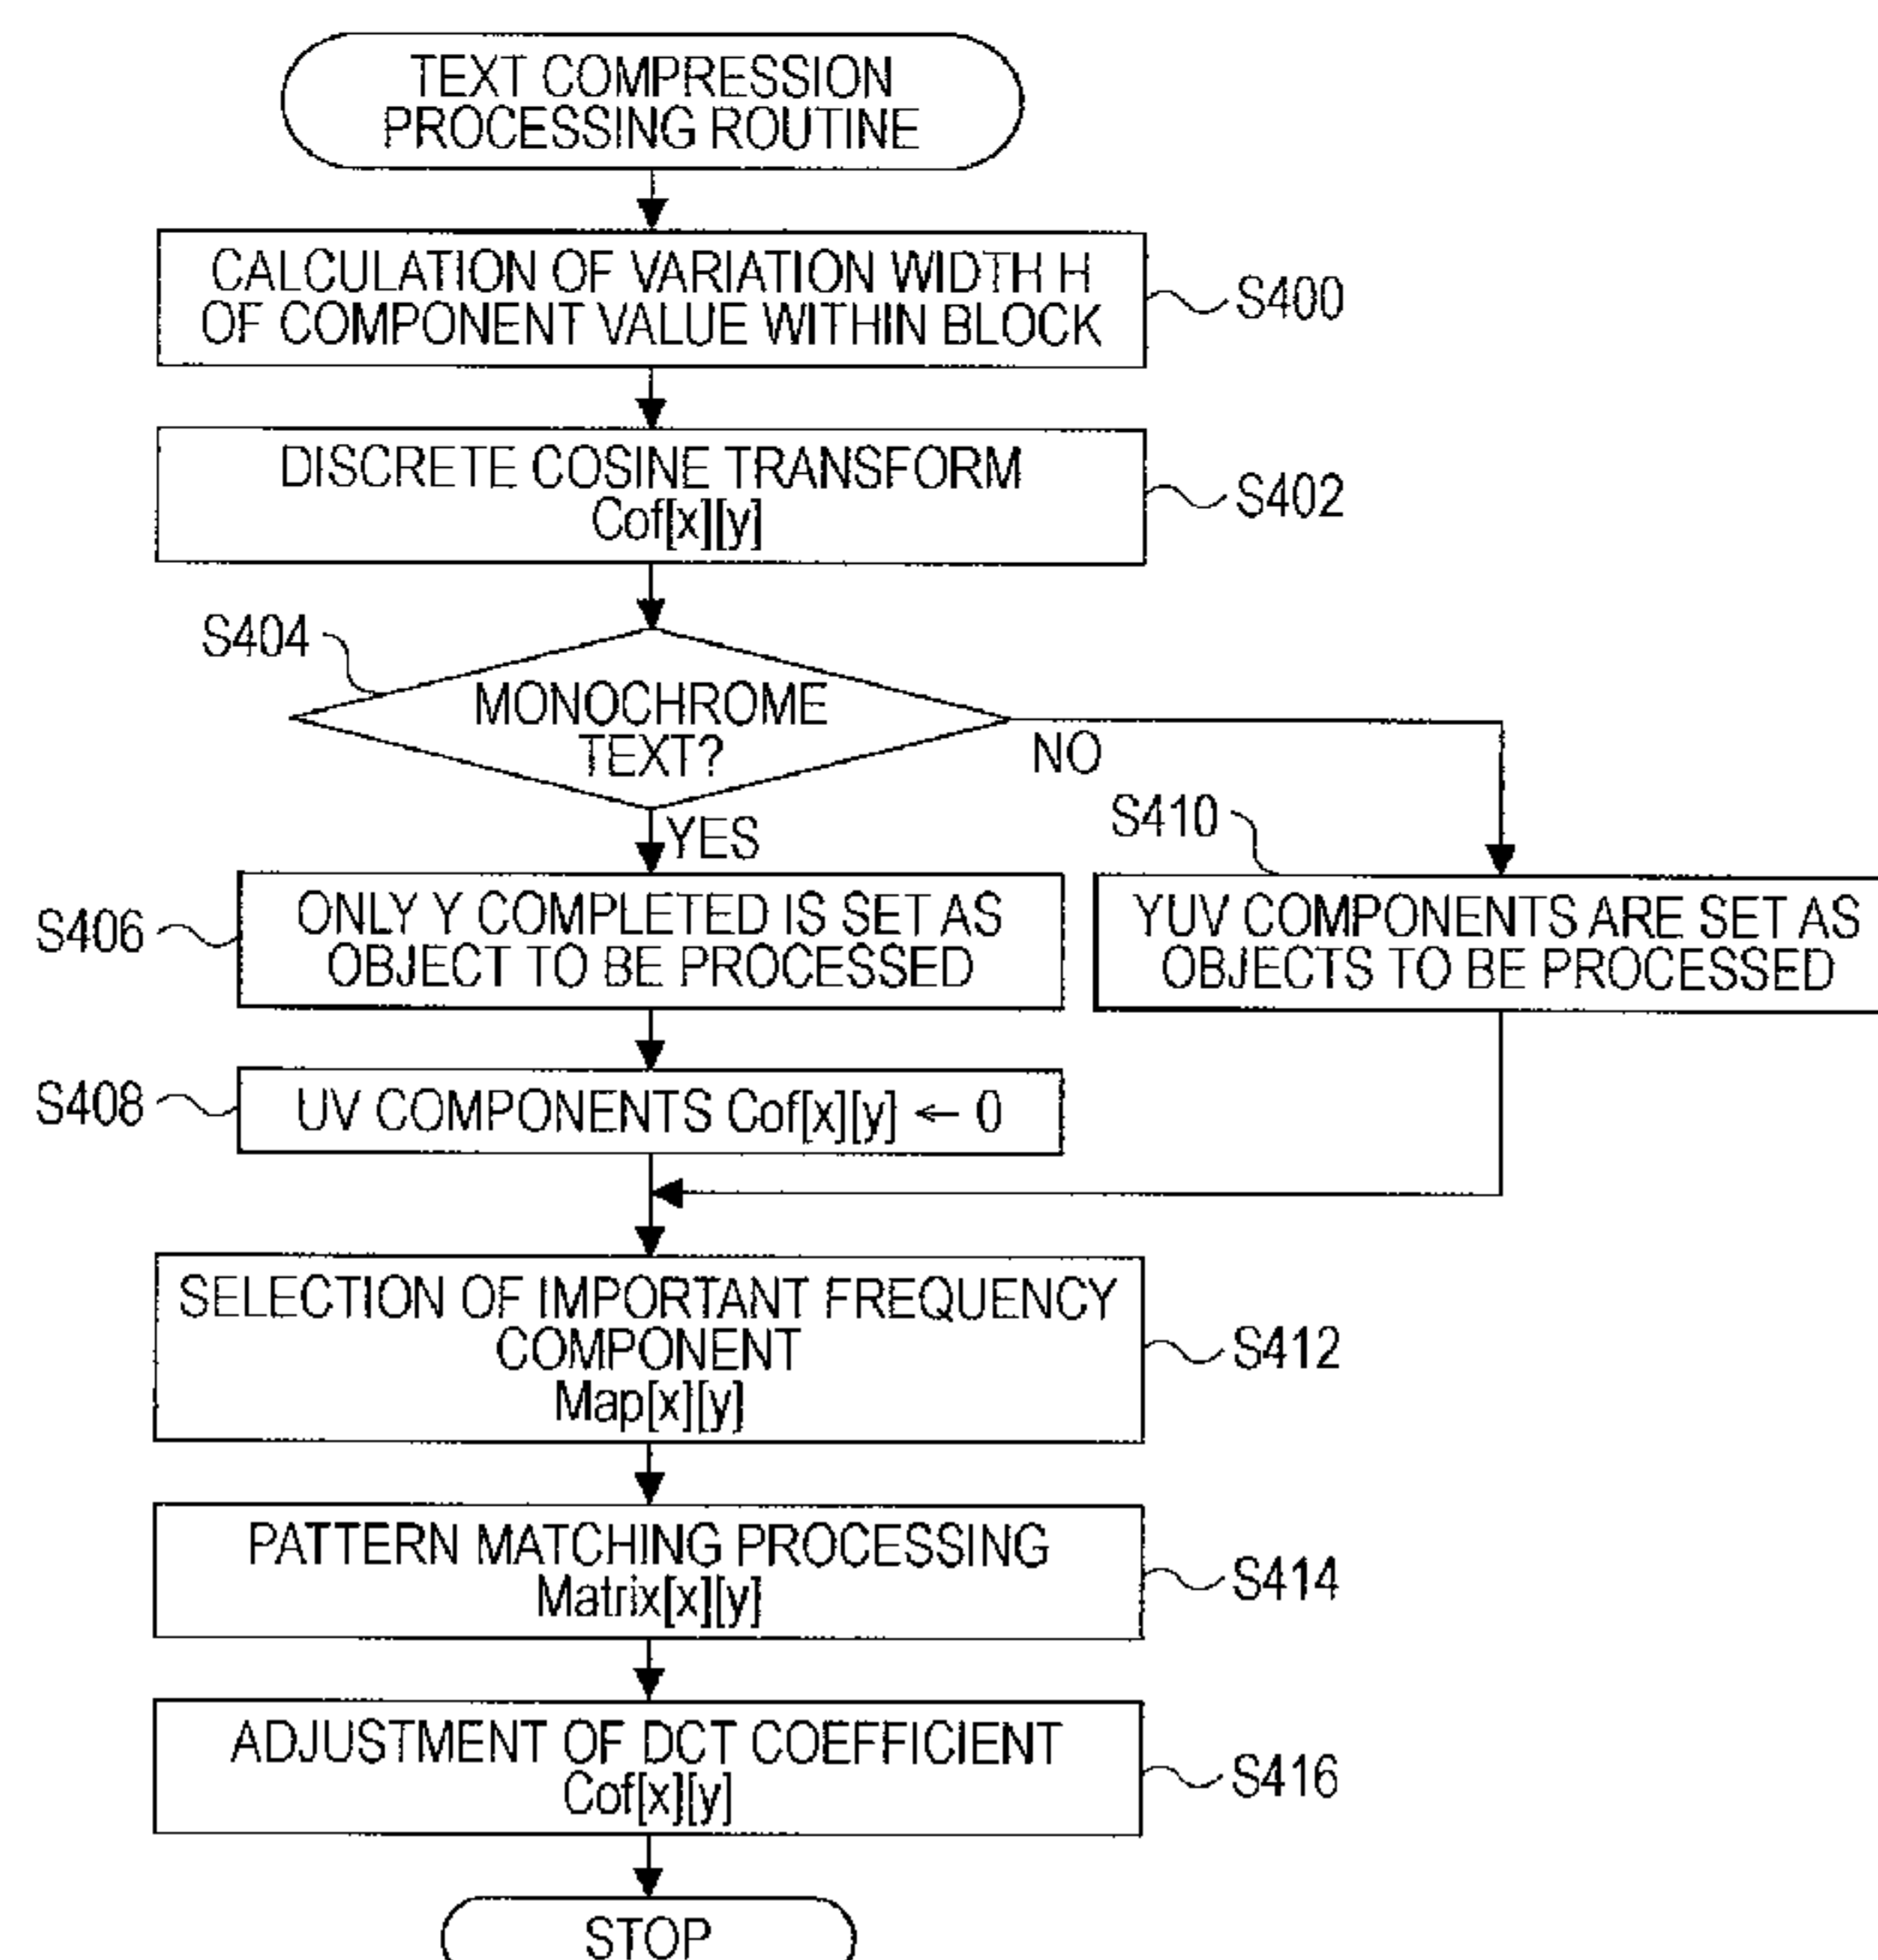 TEXT COMPRESSION
PROCESSING ROUTINE
CALCULATION OF VARIATION WIDTH H
OF COMPONENT VALUE WITHIN BLOCK
S400
DISCRETE COSINE TRANSFORM
Cof[x][y]
S402
S404
MONOCHROME
TEXT?
NO
YES
S410
S406
ONLY Y COMPLETED IS SET AS
OBJECT TO BE PROCESSED
YUV COMPONENTS ARE SET AS
OBJECTS TO BE PROCESSED
S408
UV COMPONENTS Cof[x][y] ← 0
SELECTION OF IMPORTANT FREQUENCY
COMPONENT
Map[x][y]
S412
PATTERN MATCHING PROCESSING
Matrix[x][y]
S414
ADJUSTMENT OF DCT COEFFICIENT
Cof[x][y]
S416
STOP